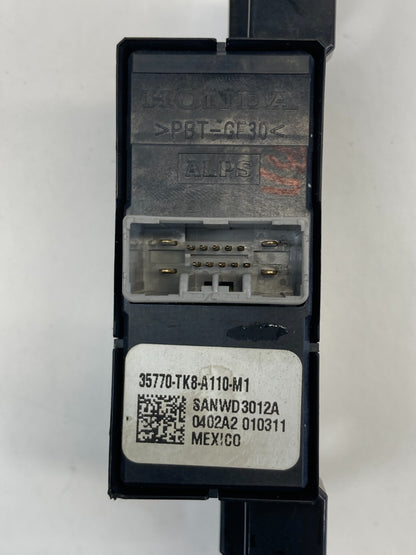 HONDA
>PBT-GF30<
ALPS
35770-TK8-A110-M1
SANWD3012A
0402A2 010311
MEXICO